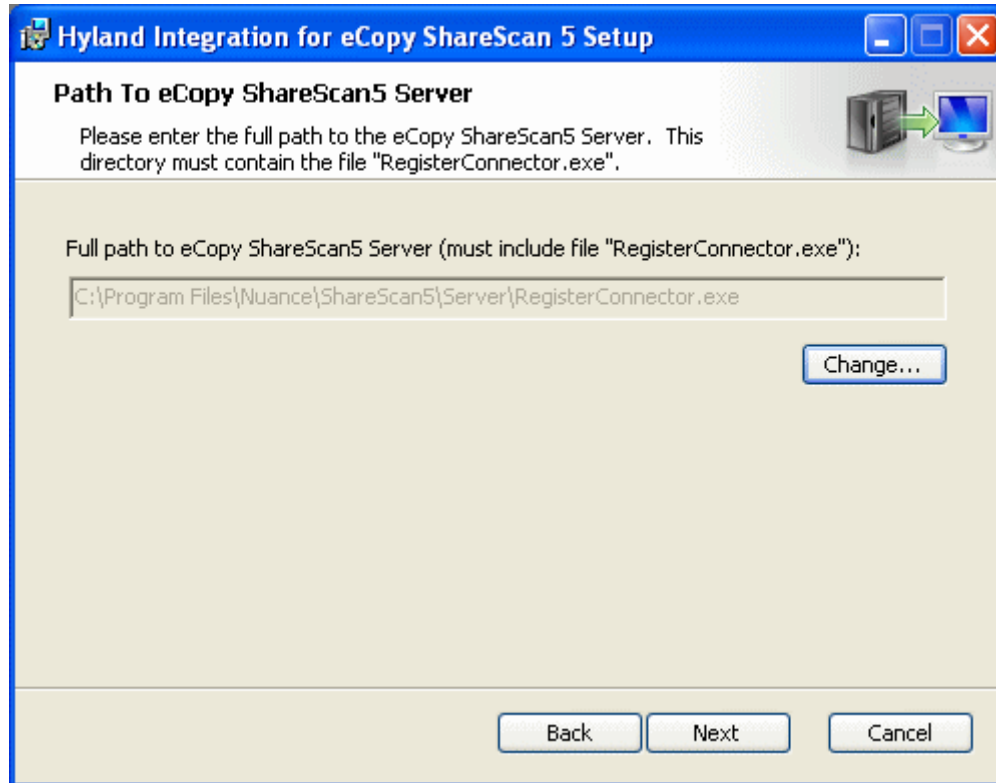 Hyland Integration for eCopy ShareScan 5 Setup
Path To eCopy ShareScan5 Server
Please enter the full path to the eCopy ShareScan5 Server.  This
directory must contain the file "RegisterConnector.exe".
Full path to eCopy ShareScan5 Server (must include file "RegisterConnector.exe"):
C:\Program Files\Nuance\ShareScan5\Server\RegisterConnector.exe
Change...
Back Next Cancel